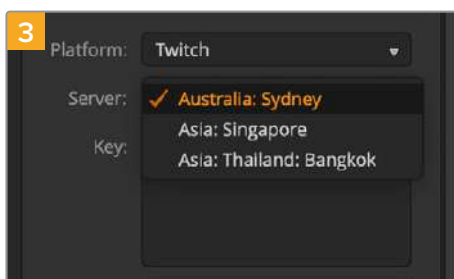 3
Platform: Twitch
Server: ✓ Australia: Sydney
Asia: Singapore
Key:
Asia: Thailand: Bangkok